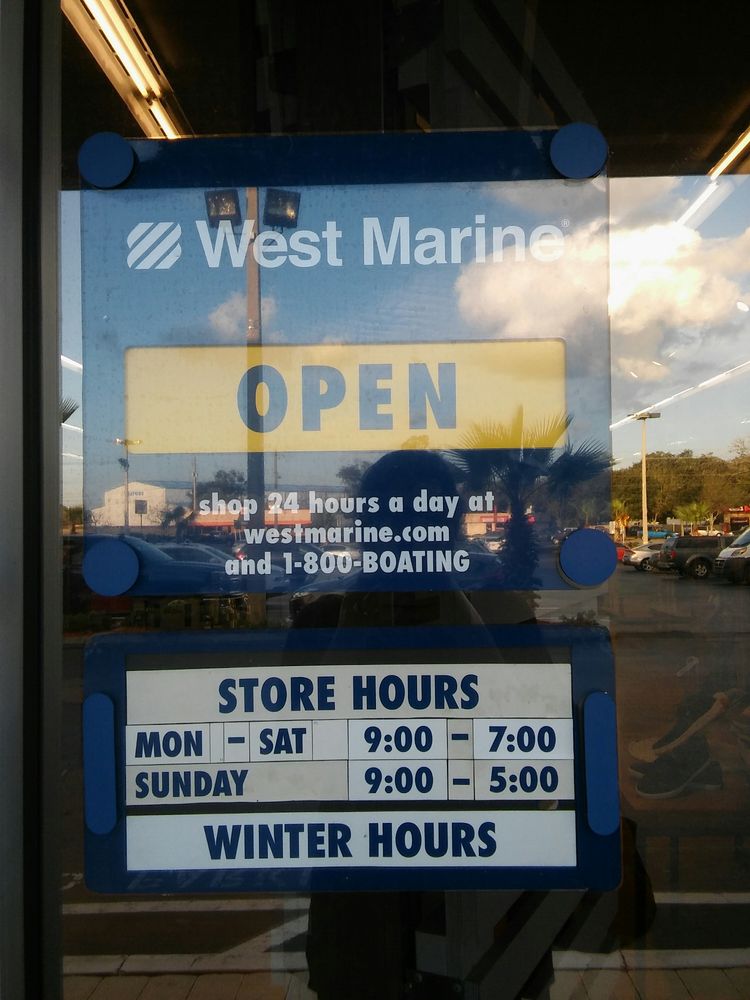 West Marine®
OPEN
shop 24 hours a day at
westmarine.com
and 1-800-BOATING
STORE HOURS
MON - SAT 9:00 - 7:00
SUNDAY 9:00 - 5:00
WINTER HOURS